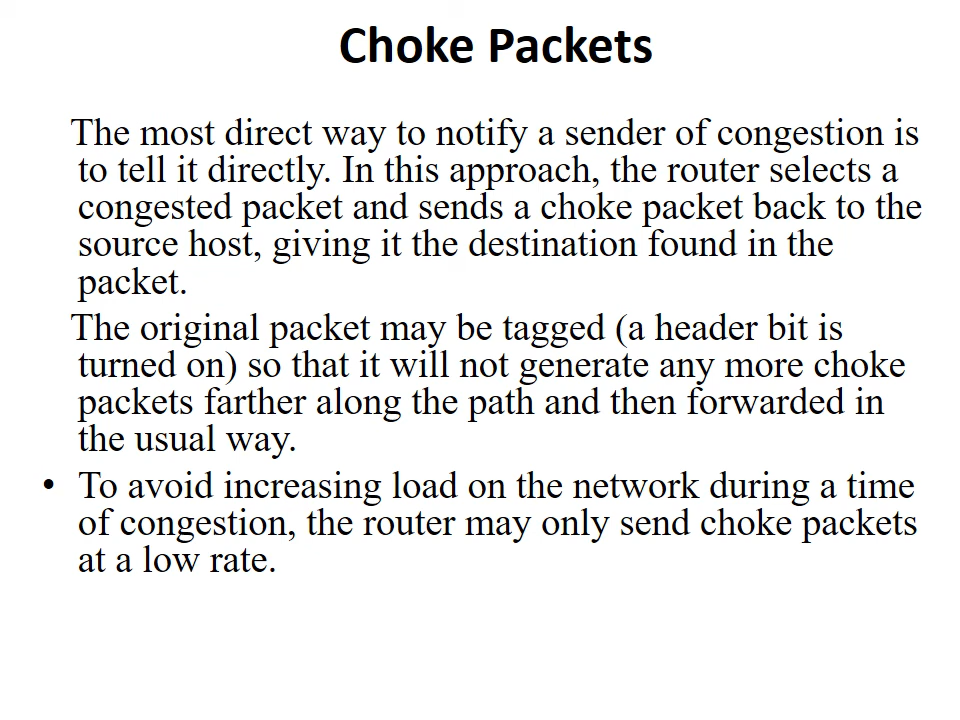 Choke Packets
The most direct way to notify a sender of congestion is
to tell it directly. In this approach, the router selects a
congested packet and sends a choke packet back to the
source host, giving it the destination found in the
packet.
The original packet may be tagged (a header bit is
turned on) so that it will not generate any more choke
packets farther along the path and then forwarded in
the usual way.
• To avoid increasing load on the network during a time
of congestion, the router may only send choke packets
at a low rate.